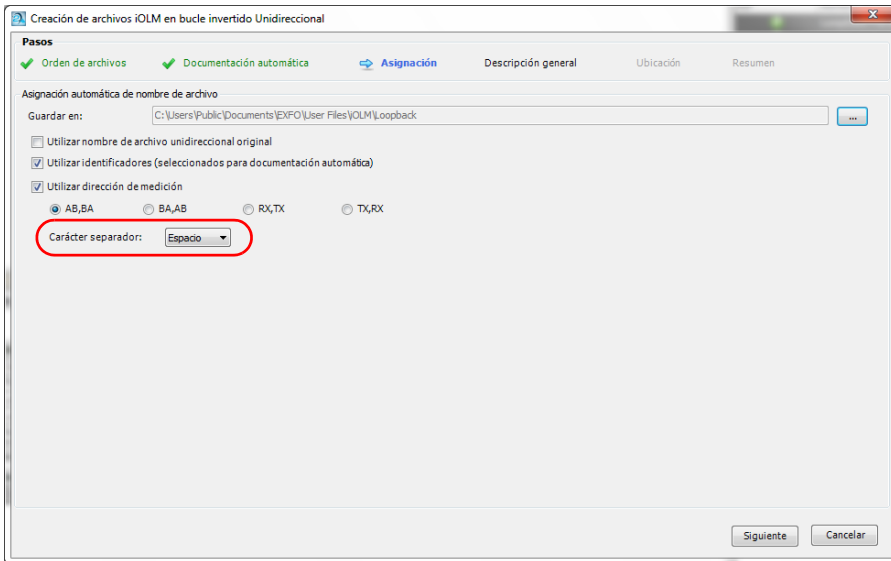 Creación de archivos iOLM en bucle invertido Unidireccional
Pasos
Orden de archivos Documentación automática Asignación Descripción general Ubicación Resumen
Asignación automática de nombre de archivo
Guardar en: C:\Users\Public\Documents\EXFO\User Files\iOLM\Loopback ...
Utilizar nombre de archivo unidireccional original
Utilizar identificadores (seleccionados para documentación automática)
Utilizar dirección de medición
AB,BA BA,AB RX,TX TX,RX
Carácter separador: Espacio
Siguiente Cancelar